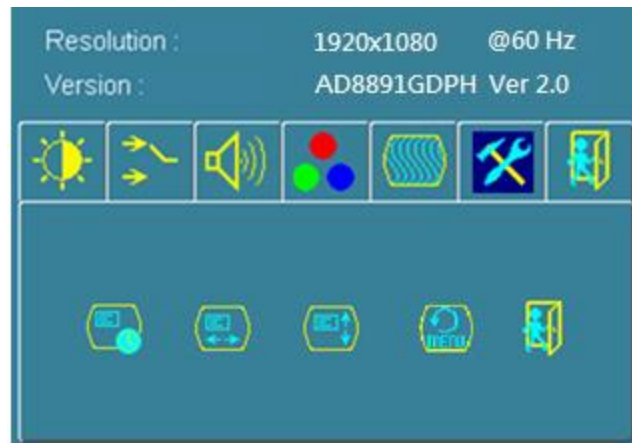 Resolution : 1920x1080 @60 Hz
Version : AD8891GDPH Ver 2.0
MENU